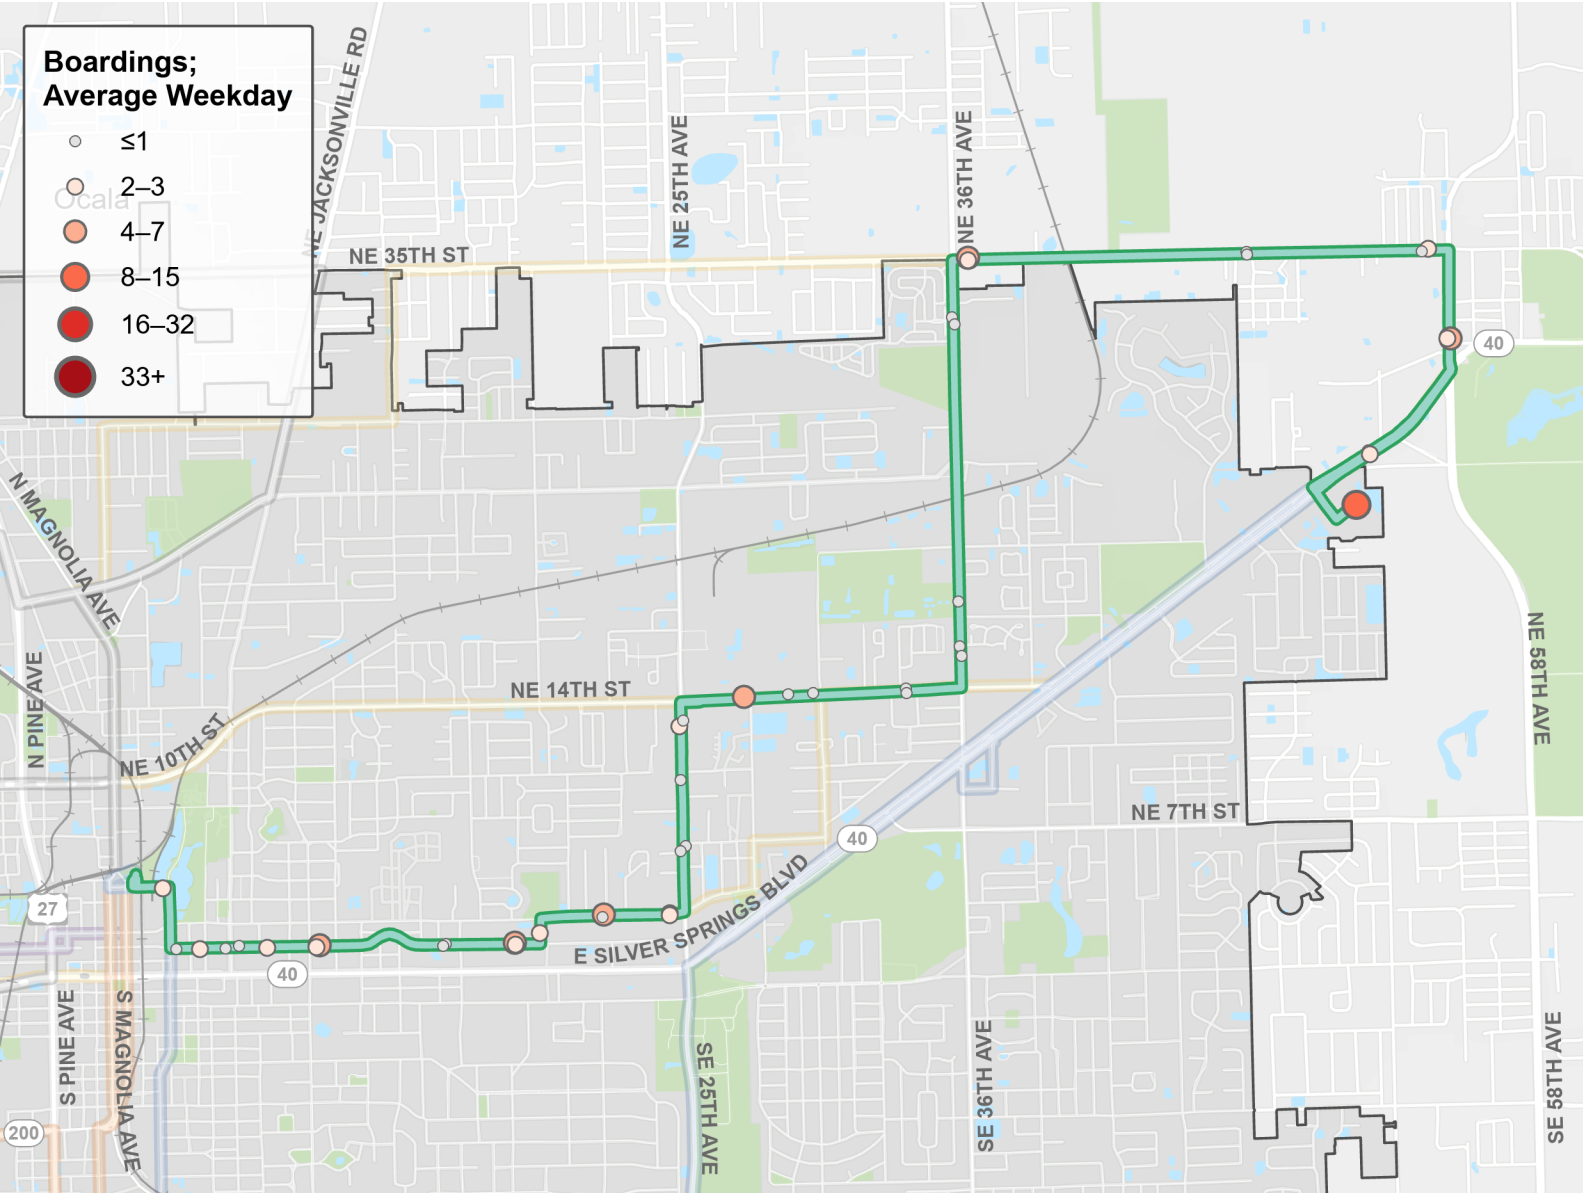 Boardings;
Average Weekday
≤1
2–3
Ocala
4–7
8–15
16–32
33+
NE JACKSONVILLE RD
NE 25TH AVE
NE 36TH AVE
NE 35TH ST
40
N MAGNOLIA AVE
NE 58TH AVE
N PINE AVE
NE 14TH ST
NE 10TH ST
NE 7TH ST
40
27
E SILVER SPRINGS BLVD
40
S PINE AVE
S MAGNOLIA AVE
SE 25TH AVE
SE 36TH AVE
SE 58TH AVE
200